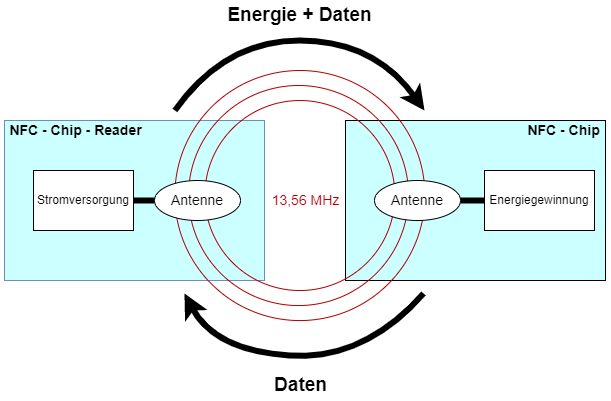 Energie + Daten
NFC - Chip - Reader
NFC - Chip
Stromversorgung
Antenne
13,56 MHz
Antenne
Energiegewinnung
Daten